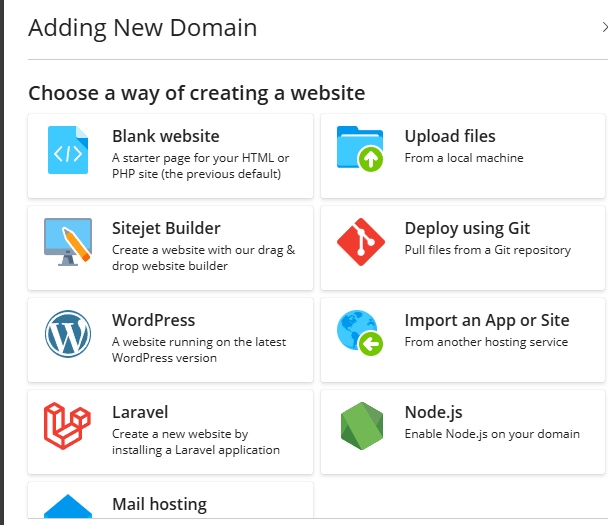 Adding New Domain
Choose a way of creating a website
Blank website
A starter page for your HTML or
PHP site (the previous default)
Upload files
From a local machine
Sitejet Builder
Create a website with our drag &
drop website builder
Deploy using Git
Pull files from a Git repository
WordPress
A website running on the latest
WordPress version
Import an App or Site
From another hosting service
Laravel
Create a new website by
installing a Laravel application
Node.js
Enable Node.js on your domain
Mail hosting